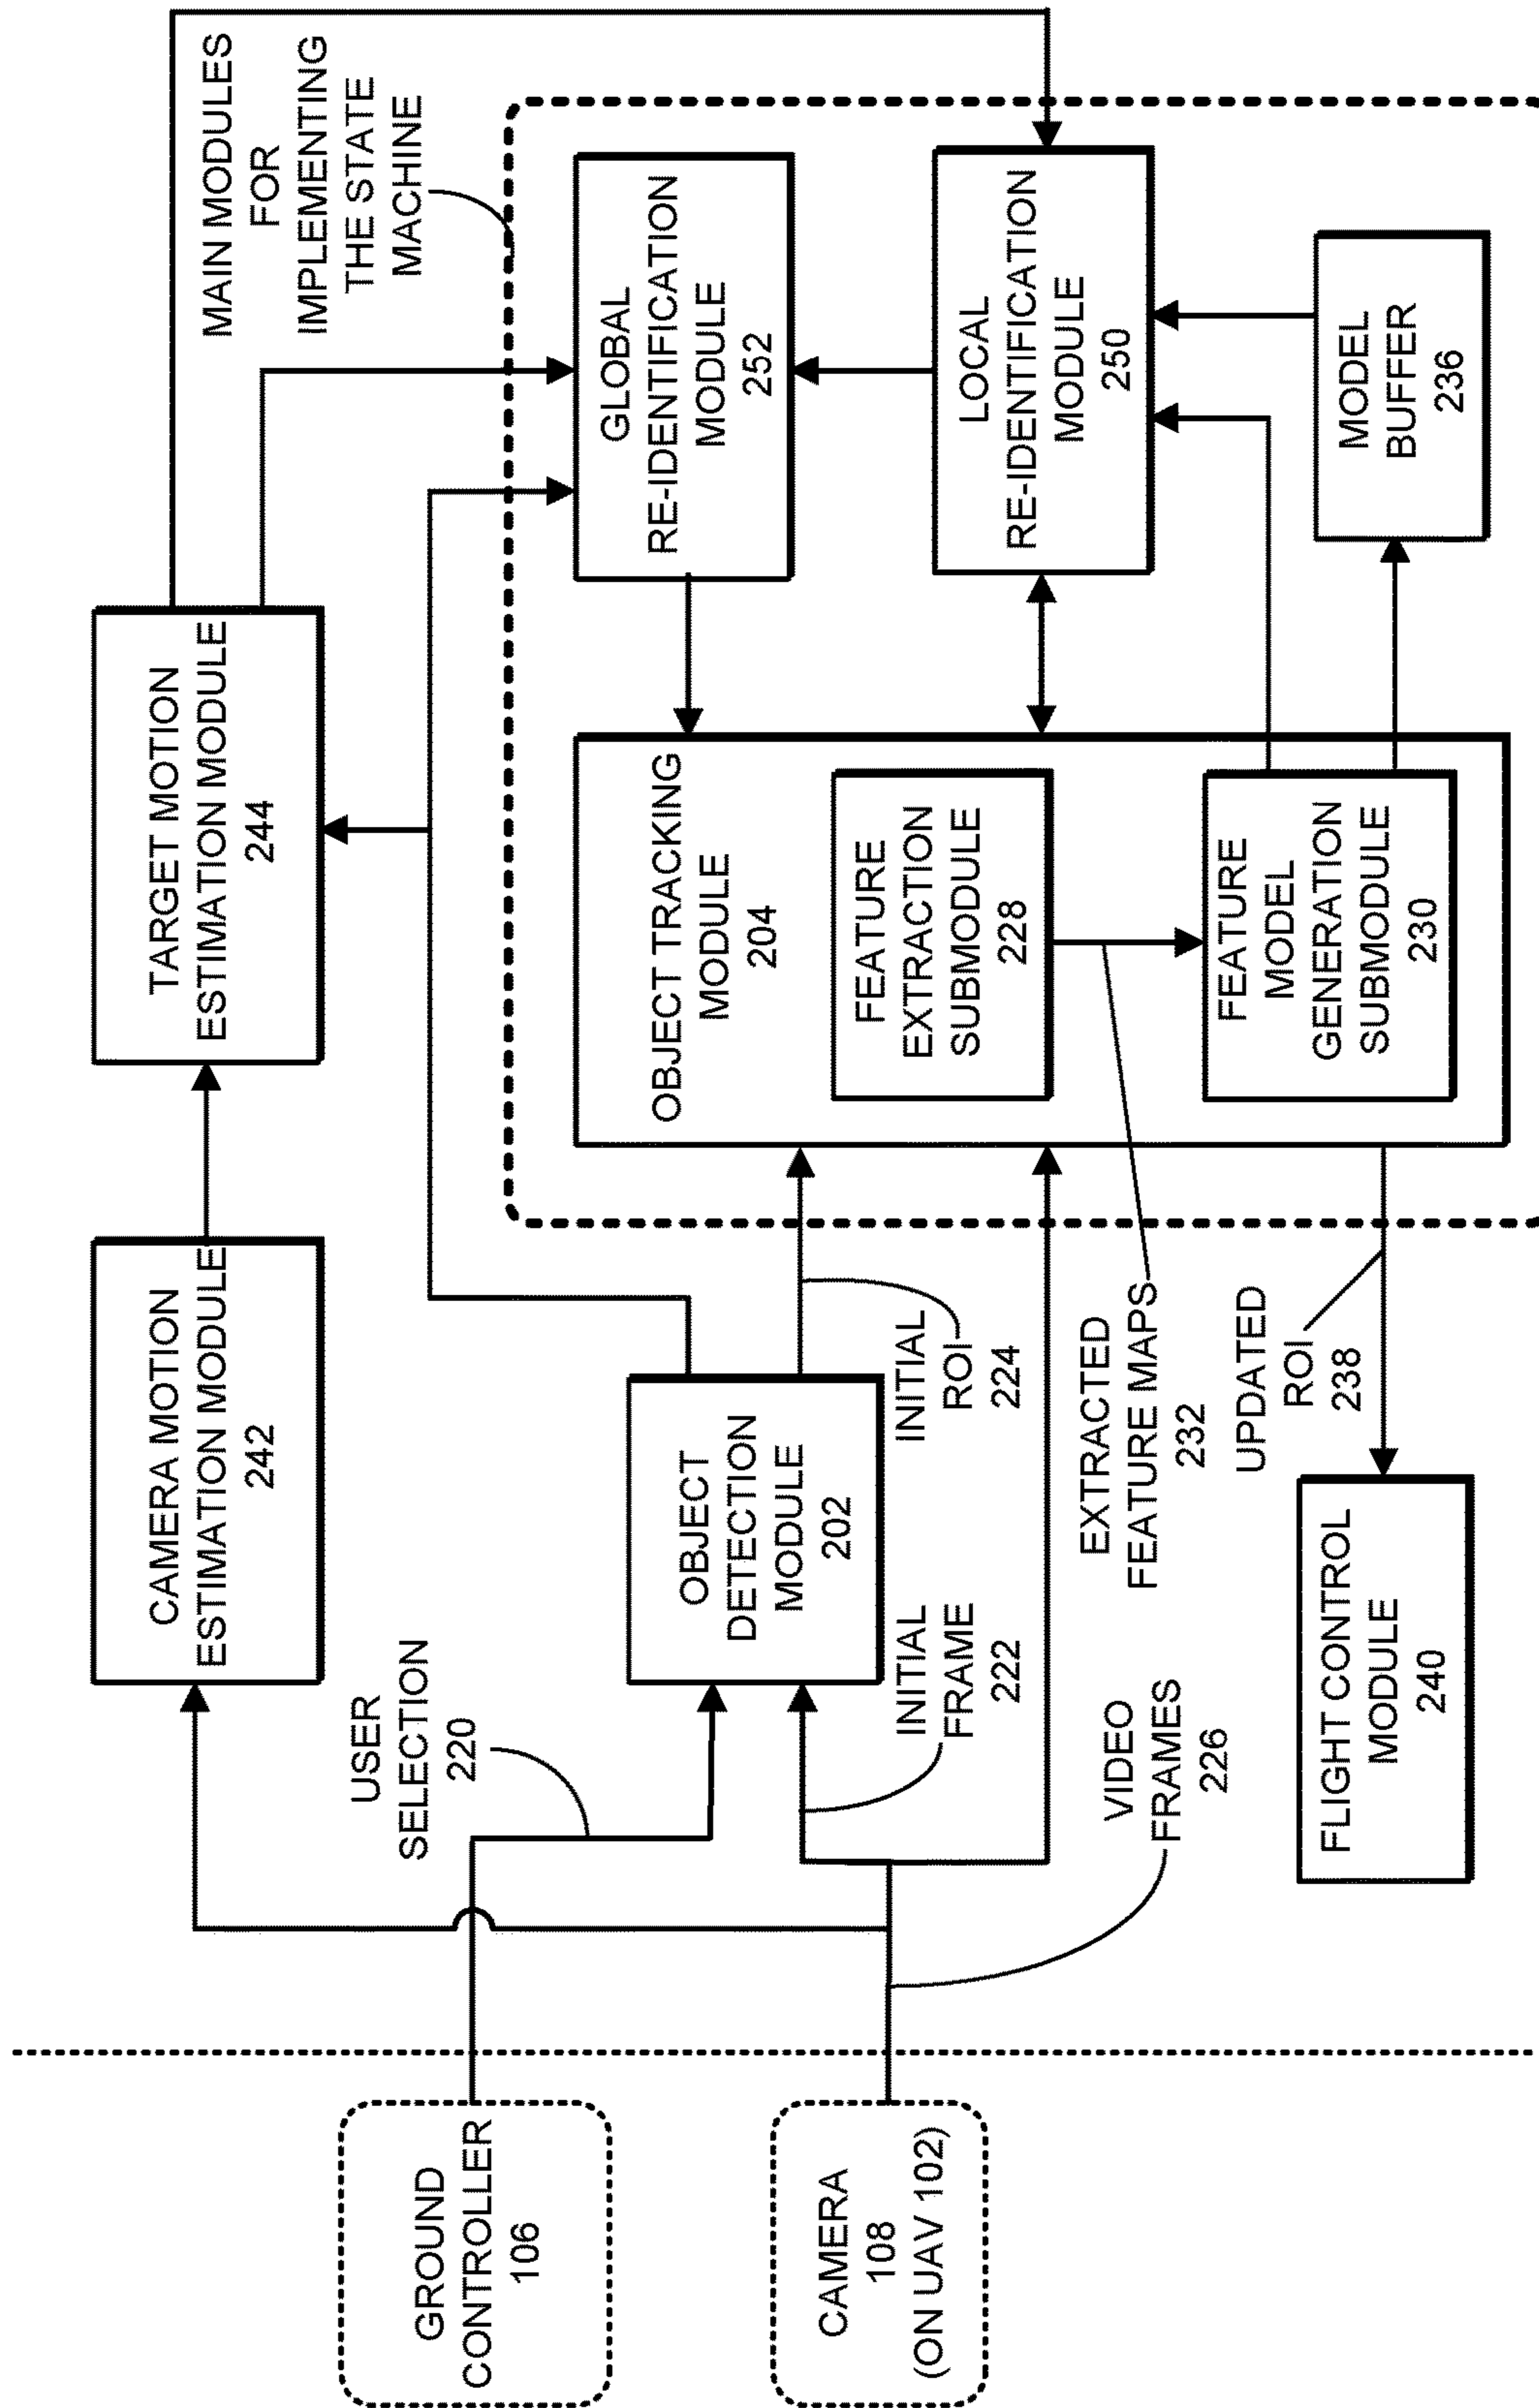 GROUND
CONTROLLER
106
CAMERA
108
(ON UAV 102)
USER
SELECTION
220
VIDEO
FRAMES
226
CAMERA MOTION
ESTIMATION MODULE
242
OBJECT
DETECTION
MODULE
202
INITIAL
FRAME
222
FLIGHT CONTROL
MODULE
240
INITIAL
ROI
224
EXTRACTED
FEATURE MAPS
232
UPDATED
ROI
238
TARGET MOTION
ESTIMATION MODULE
244
OBJECT TRACKING
MODULE
204
FEATURE
EXTRACTION
SUBMODULE
228
FEATURE
MODEL
GENERATION
SUBMODULE
230
MAIN MODULES
FOR
IMPLEMENTING
THE STATE
MACHINE
GLOBAL
RE-IDENTIFICATION
MODULE
252
LOCAL
RE-IDENTIFICATION
MODULE
250
MODEL
BUFFER
236